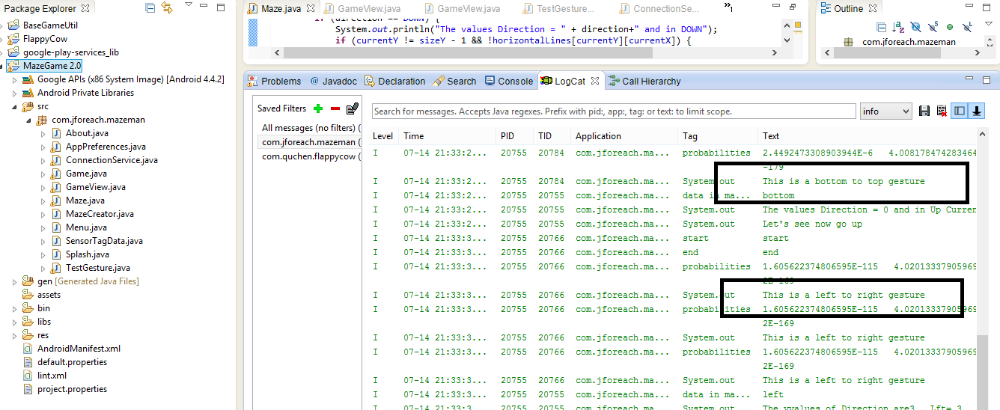 Package Explorer
BaseGameUtil
FlappyCow
google-play-services_lib
MazeGame 2.0
Google APIs (x86 System Image) [Android 4.4.2]
Android Private Libraries
src
com.jforeach.mazeman
About.java
AppPreferences.java
ConnectionService.java
Game.java
GameView.java
Maze.java
MazeCreator.java
Menu.java
SensorTagData.java
Splash.java
TestGesture.java
gen [Generated Java Files]
assets
bin
libs
res
AndroidManifest.xml
default.properties
lint.xml
project.properties
Maze.java GameView.java GameView.java TestGesture... ConnectionSe... »1
if (direction == DOWN) {
System.out.println("The values Direction = " + direction+" and in DOWN");
if (currentY != sizeY - 1 && !horizontalLines[currentY][currentX]) {
Outline
com.jforeach.mazeman
Problems @ Javadoc Declaration Search Console LogCat Call Hierarchy
Saved Filters
All messages (no filters) (
com.jforeach.mazeman (
com.quchen.flappycow (
Search for messages. Accepts Java regexes. Prefix with pid:, app:, tag: or text: to limit scope. info
Level Time PID TID Application Tag Text
I 07-14 21:33:2... 20755 20784 com.jforeach.ma... probabilities 2.4492473308903944E-6 4.008178474283464
-179
I 07-14 21:33:2... 20755 20784 com.jforeach.ma... System.out This is a bottom to top gesture
I 07-14 21:33:2... 20755 20784 com.jforeach.ma... data in ma... bottom
I 07-14 21:33:2... 20755 20755 com.jforeach.ma... System.out The values Direction = 0 and in Up Curren
I 07-14 21:33:2... 20755 20755 com.jforeach.ma... System.out Let's see now go up
I 07-14 21:33:3... 20755 20766 com.jforeach.ma... start start
I 07-14 21:33:3... 20755 20766 com.jforeach.ma... end end
I 07-14 21:33:3... 20755 20766 com.jforeach.ma... probabilities 1.605622374806595E-115 4.02013337905969
2E-169
I 07-14 21:33:3... 20755 20766 com.jforeach.ma... System.out This is a left to right gesture
I 07-14 21:33:3... 20755 20766 com.jforeach.ma... probabilities 1.605622374806595E-115 4.02013337905969
2E-169
I 07-14 21:33:3... 20755 20766 com.jforeach.ma... System.out This is a left to right gesture
I 07-14 21:33:3... 20755 20766 com.jforeach.ma... probabilities 1.605622374806595E-115 4.02013337905969
2E-169
I 07-14 21:33:3... 20755 20766 com.jforeach.ma... System.out This is a left to right gesture
I 07-14 21:33:3... 20755 20766 com.jforeach.ma... data in ma... left
I 07-14 21:33:3 20755 20755 com.jforeach.ma System.out The yyvalues of Direction are3 Lft= 3